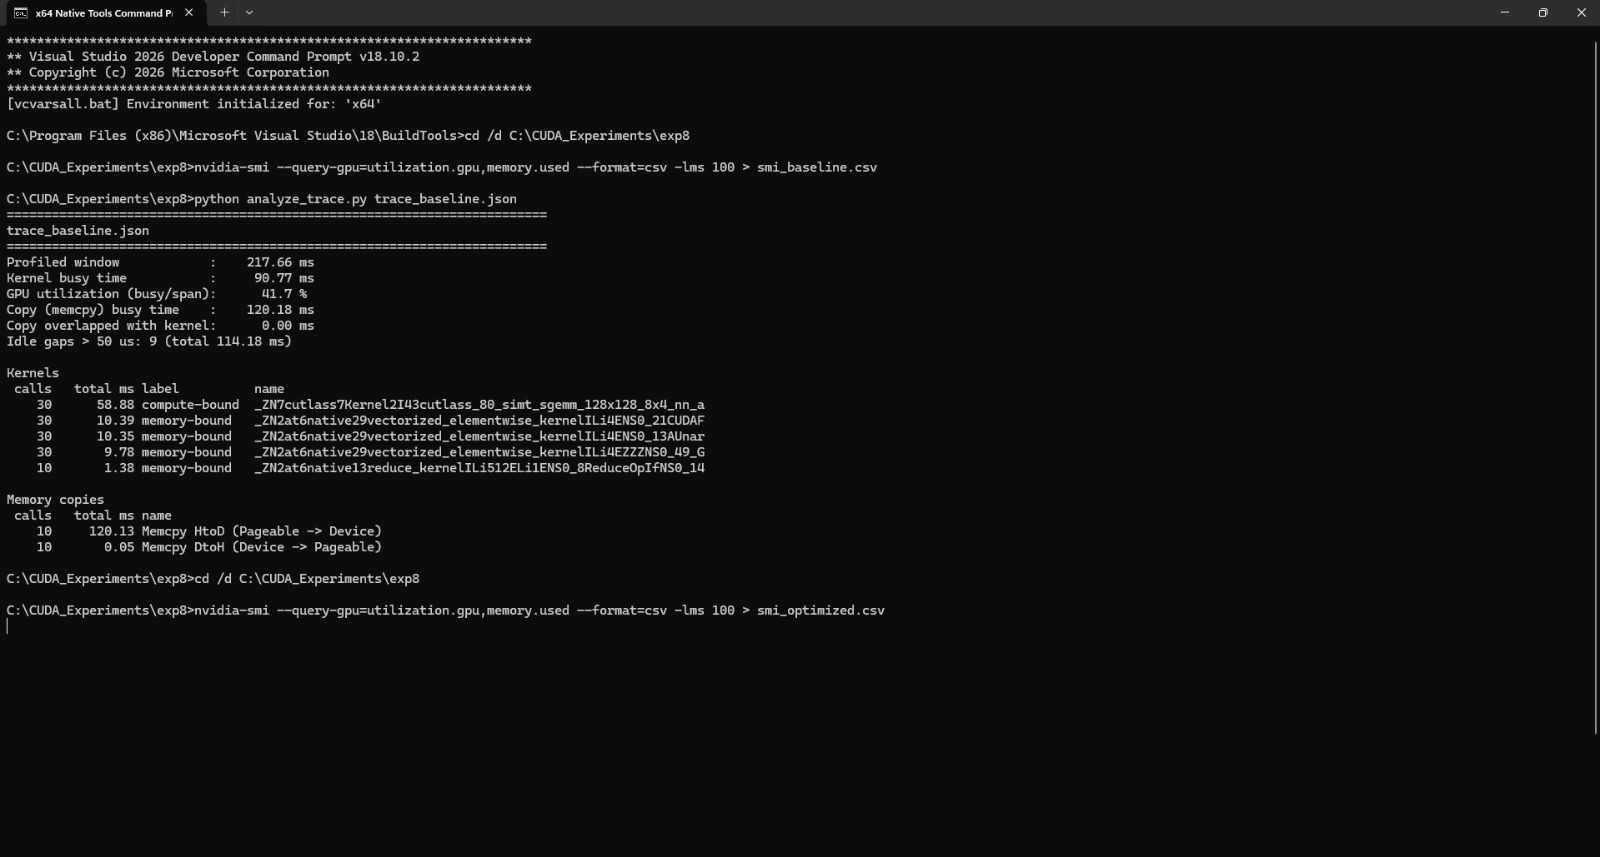 x64 Native Tools Command P
**********************************************************************
** Visual Studio 2026 Developer Command Prompt v18.10.2
** Copyright (c) 2026 Microsoft Corporation
**********************************************************************
[vcvarsall.bat] Environment initialized for: 'x64'
C:\Program Files (x86)\Microsoft Visual Studio\18\BuildTools>cd /d C:\CUDA_Experiments\exp8
C:\CUDA_Experiments\exp8>nvidia-smi --query-gpu=utilization.gpu,memory.used --format=csv -lms 100 > smi_baseline.csv
C:\CUDA_Experiments\exp8>python analyze_trace.py trace_baseline.json
========================================================================
trace_baseline.json
========================================================================
Profiled window            :    217.66 ms
Kernel busy time           :     90.77 ms
GPU utilization (busy/span):      41.7 %
Copy (memcpy) busy time    :    120.18 ms
Copy overlapped with kernel:      0.00 ms
Idle gaps > 50 us: 9 (total 114.18 ms)
Kernels
 calls   total ms label          name
    30      58.88 compute-bound  _ZN7cutlass7Kernel2I43cutlass_80_simt_sgemm_128x128_8x4_nn_a
    30      10.39 memory-bound   _ZN2at6native29vectorized_elementwise_kernelILi4ENS0_21CUDAF
    30      10.35 memory-bound   _ZN2at6native29vectorized_elementwise_kernelILi4ENS0_13AUnar
    30       9.78 memory-bound   _ZN2at6native29vectorized_elementwise_kernelILi4EZZZNS0_49_G
    10       1.38 memory-bound   _ZN2at6native13reduce_kernelILi512ELi1ENS0_8ReduceOpIfNS0_14
Memory copies
 calls   total ms name
    10     120.13 Memcpy HtoD (Pageable -> Device)
    10       0.05 Memcpy DtoH (Device -> Pageable)
C:\CUDA_Experiments\exp8>cd /d C:\CUDA_Experiments\exp8
C:\CUDA_Experiments\exp8>nvidia-smi --query-gpu=utilization.gpu,memory.used --format=csv -lms 100 > smi_optimized.csv